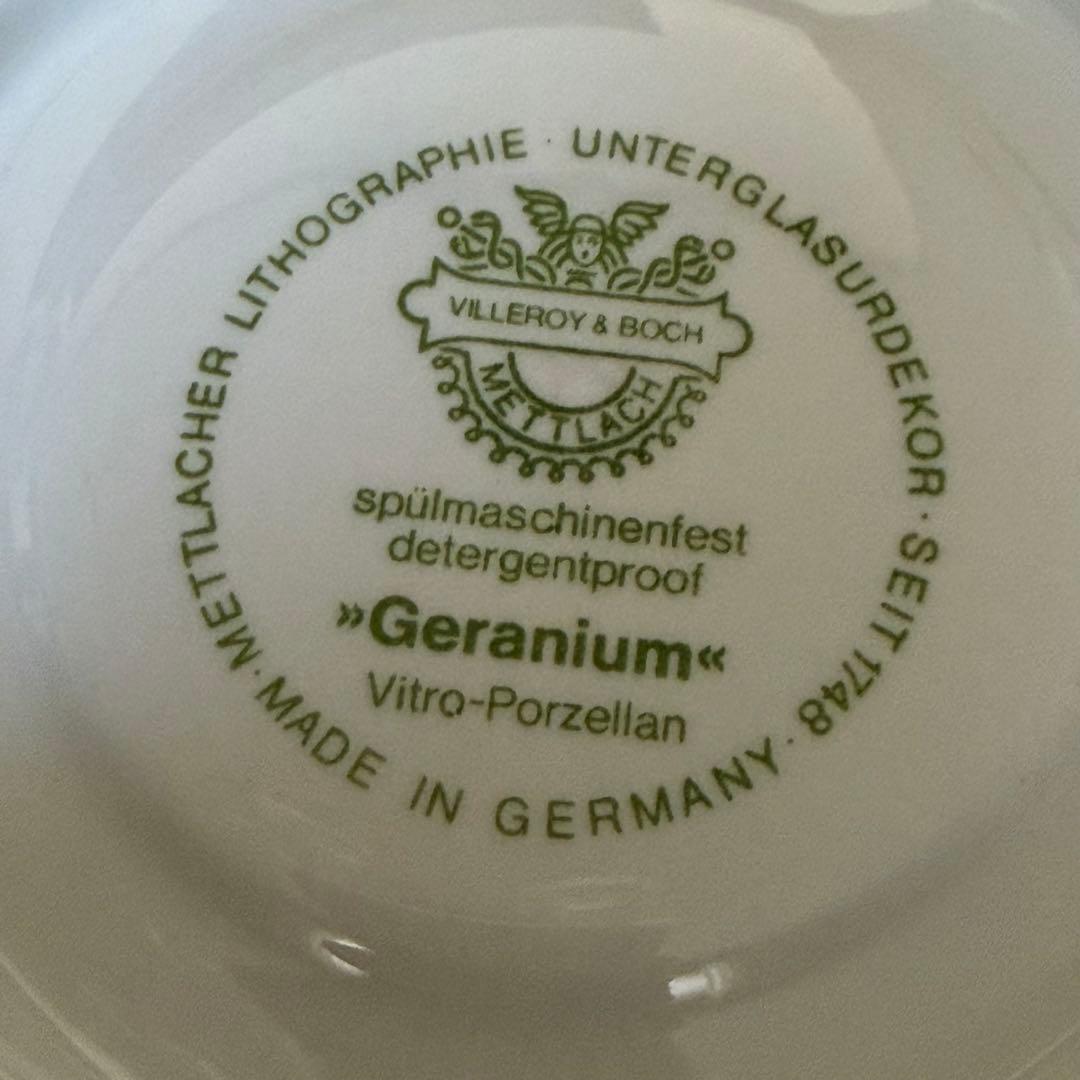 METTLACHER LITHOGRAPHIE · UNTERGLASURDEKOR · SEIT 1748 · MADE IN GERMANY ·
VILLEROY & BOCH
METTLACH
spülmaschinenfest
detergentproof
»Geranium«
Vitro-Porzellan